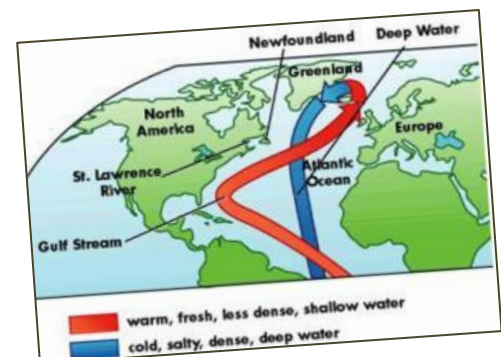 Newfoundland
Deep Water
Greenland
North
America
Europe
St. Lawrence
River
Atlantic
Ocean
Gulf Stream
warm, fresh, less dense, shallow water
cold, salty, dense, deep water